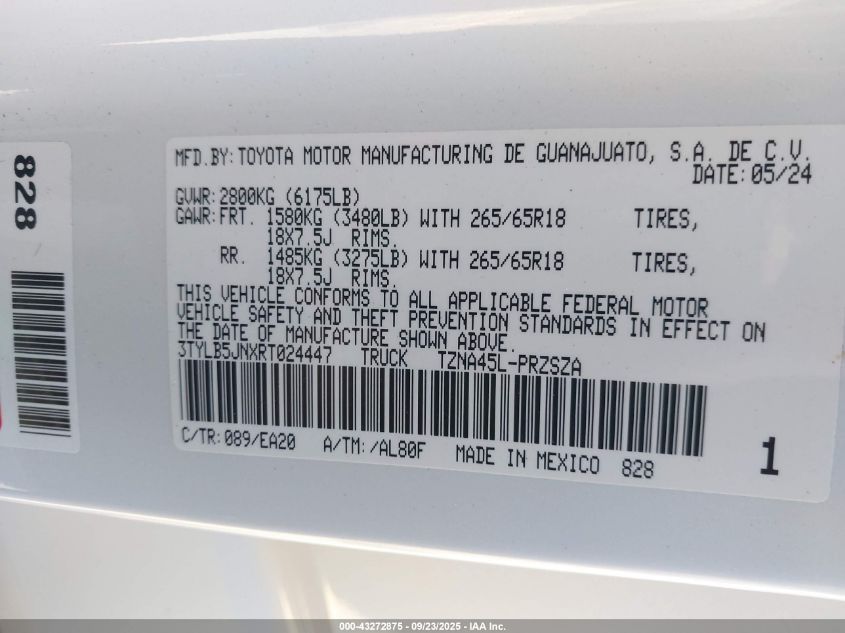 828
MFD.BY: TOYOTA MOTOR MANUFACTURING DE GUANAJUATO, S.A. DE C.V.
DATE: 05/24
GVWR: 2800KG (6175LB)
GAWR: FRT. 1580KG (3480LB) WITH 265/65R18 TIRES,
18X7.5J RIMS.
RR. 1485KG (3275LB) WITH 265/65R18 TIRES,
18X7.5J RIMS.
THIS VEHICLE CONFORMS TO ALL APPLICABLE FEDERAL MOTOR
VEHICLE SAFETY AND THEFT PREVENTION STANDARDS IN EFFECT ON
THE DATE OF MANUFACTURE SHOWN ABOVE.
3TYLB5JNXRT024447 TRUCK TZNA45L-PRZSZA
C/TR: 089/EA20 A/TM: /AL80F MADE IN MEXICO 828
1
000-43272875 - 09/23/2025 - IAA Inc.